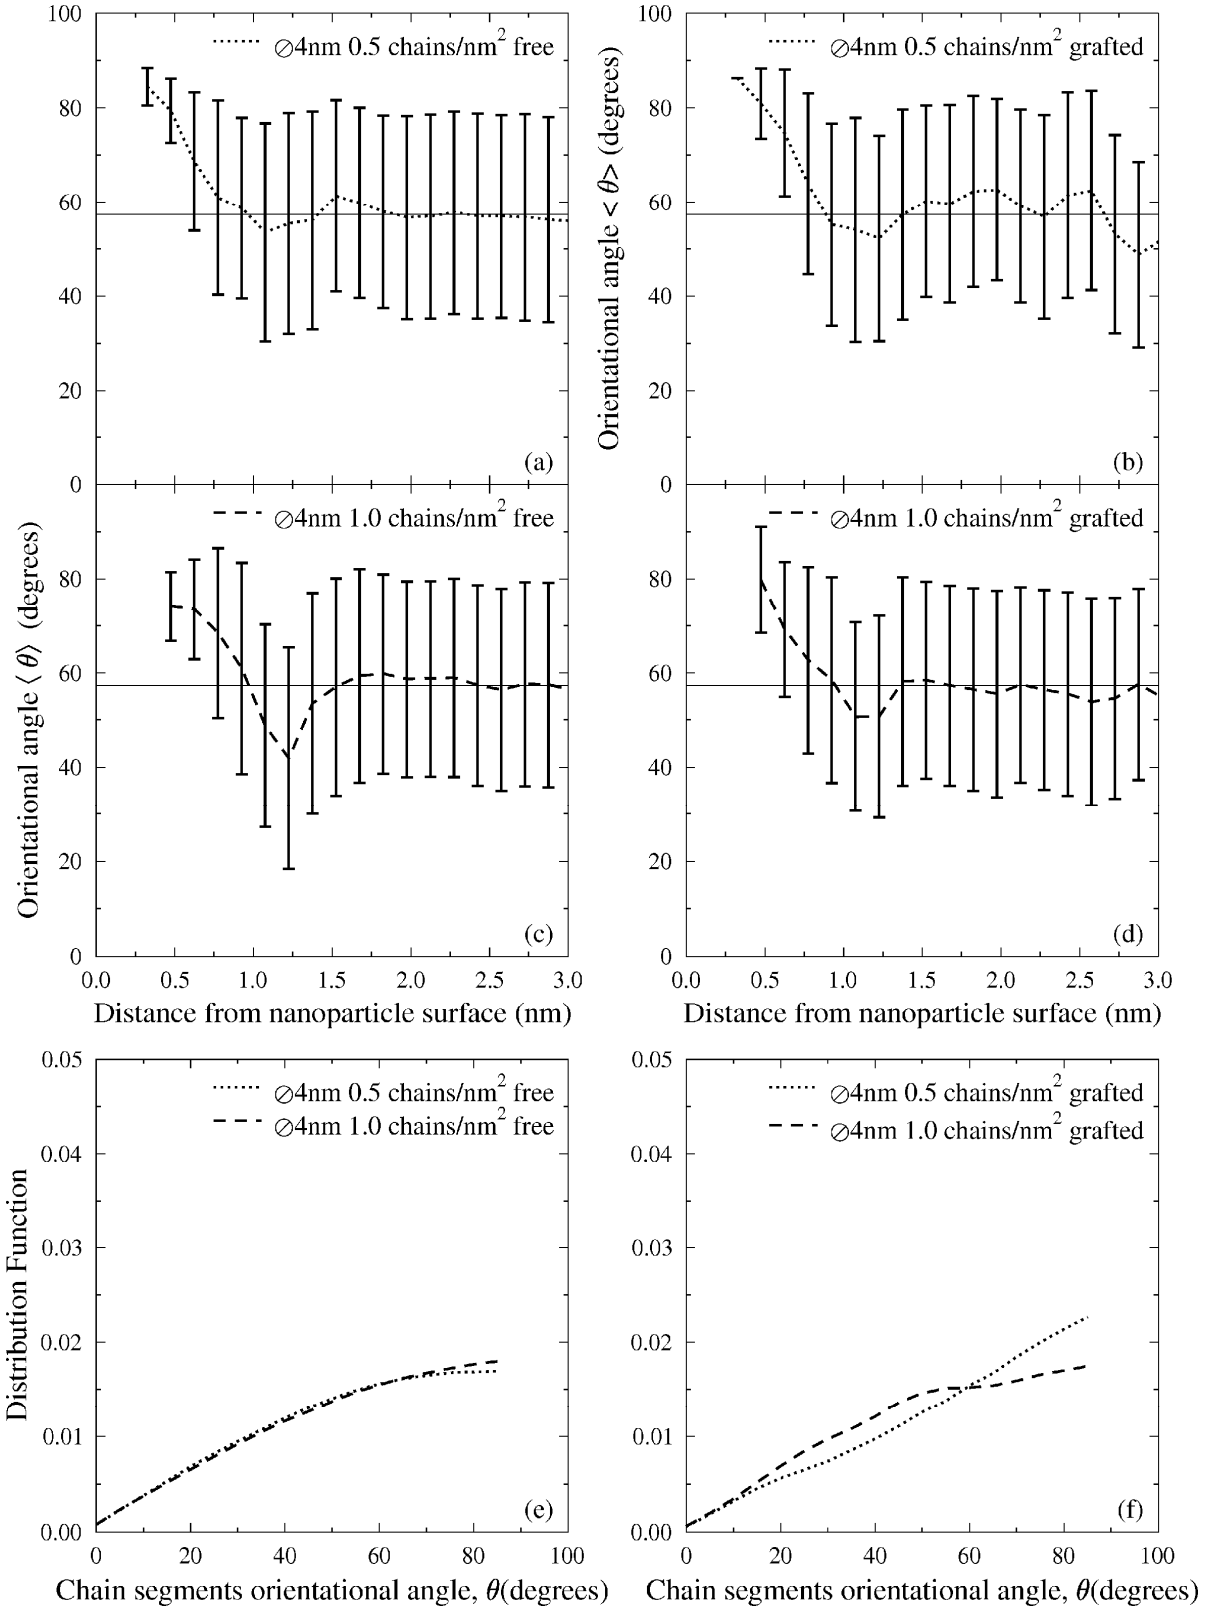 100
80
60
40
20
0
⊘4nm 0.5 chains/nm² free
(a)
Orientational angle < θ> (degrees)
100
80
60
40
20
0
⊘4nm 0.5 chains/nm² grafted
(b)
Orientational angle ⟨ θ⟩ (degrees)
80
60
40
20
0
⊘4nm 1.0 chains/nm² free
(c)
0.0 0.5 1.0 1.5 2.0 2.5 3.0
Distance from nanoparticle surface (nm)
80
60
40
20
0
⊘4nm 1.0 chains/nm² grafted
(d)
0.0 0.5 1.0 1.5 2.0 2.5 3.0
Distance from nanoparticle surface (nm)
Distribution Function
0.05
0.04
0.03
0.02
0.01
0.00
⊘4nm 0.5 chains/nm² free
⊘4nm 1.0 chains/nm² free
(e)
0 20 40 60 80 100
Chain segments orientational angle, θ(degrees)
0.05
0.04
0.03
0.02
0.01
0.00
⊘4nm 0.5 chains/nm² grafted
⊘4nm 1.0 chains/nm² grafted
(f)
0 20 40 60 80 100
Chain segments orientational angle, θ(degrees)